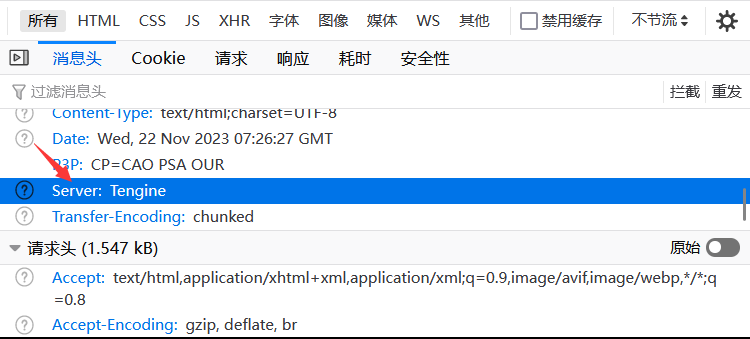 所有 HTML CSS JS XHR 字体 图像 媒体 WS 其他 禁用缓存 不节流
消息头 Cookie 请求 响应 耗时 安全性
过滤消息头 拦截 重发
Content-Type: text/html;charset=UTF-8
Date: Wed, 22 Nov 2023 07:26:27 GMT
P3P: CP=CAO PSA OUR
Server: Tengine
Transfer-Encoding: chunked
请求头 (1.547 kB) 原始
Accept: text/html,application/xhtml+xml,application/xml;q=0.9,image/avif,image/webp,*/*;q
=0.8
Accept-Encoding: gzip, deflate, br